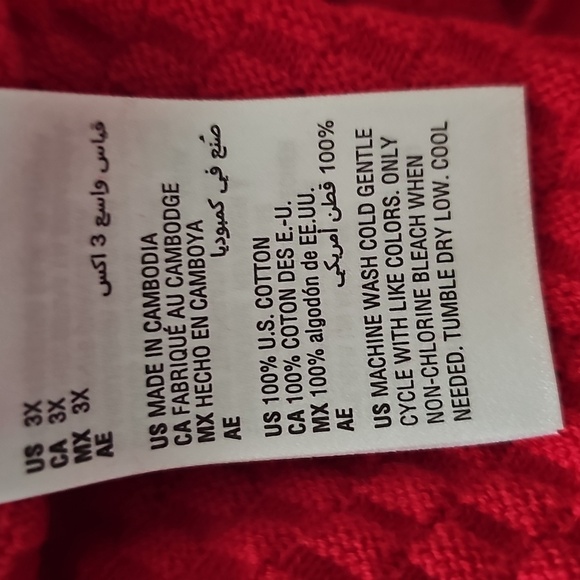 US 3X
CA 3X
MX 3X
AE قياس واسع 3 اكس
US MADE IN CAMBODIA
CA FABRIQUÉ AU CAMBODGE
MX HECHO EN CAMBOYA
AE صُنع في كمبوديا
US 100% U.S. COTTON
CA 100% COTON DES E.-U.
MX 100% algodón de EE.UU.
AE 100% قطن أمريكي
US MACHINE WASH COLD GENTLE
CYCLE WITH LIKE COLORS. ONLY
NON-CHLORINE BLEACH WHEN
NEEDED. TUMBLE DRY LOW. COOL